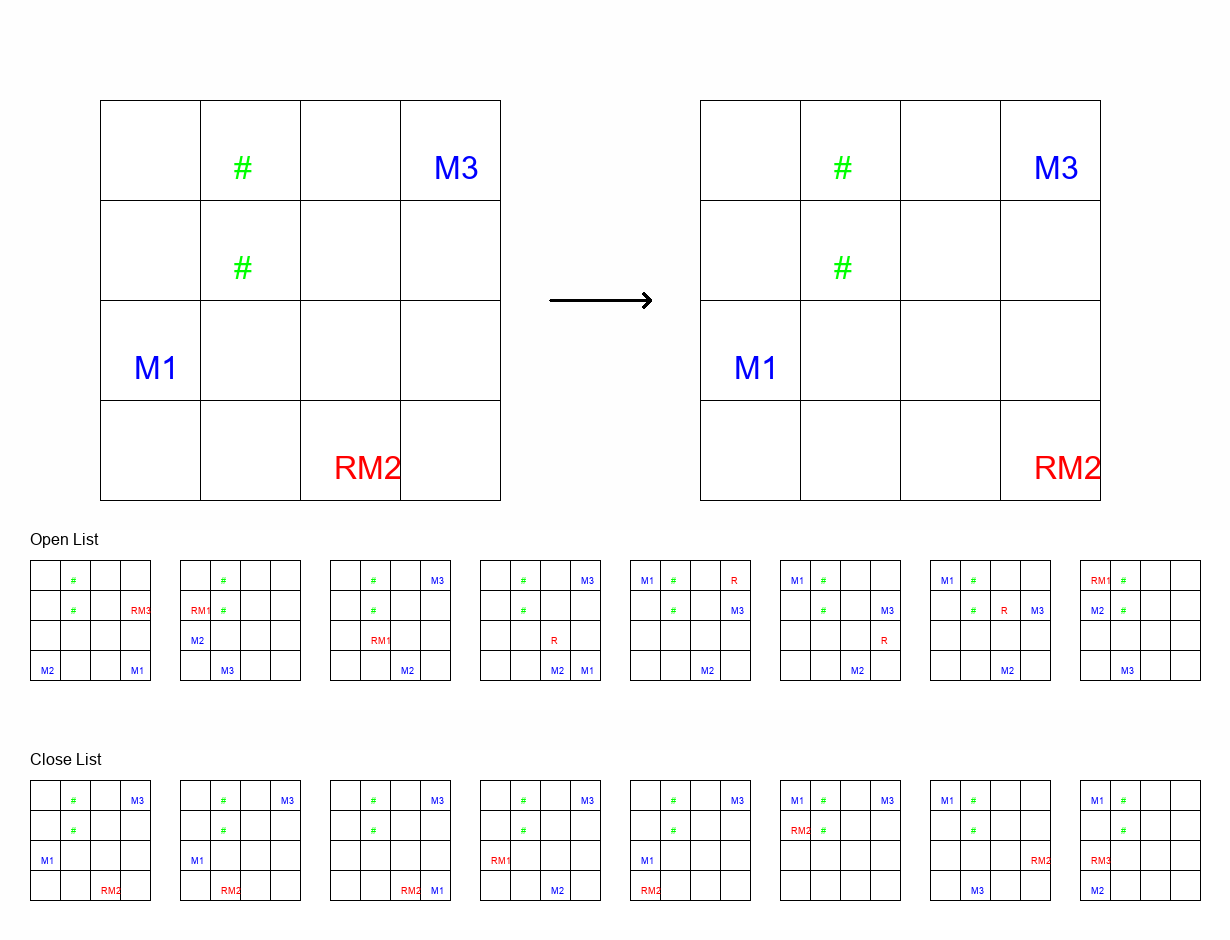 # M3 # M3
# #
M1 M1
RM2 RM2
Open List
# # # M3 # M3 M1 # R M1 # M1 # RM1 #
# RM3 RM1 # # # # M3 # M3 # R M3 M2 #
M2 RM1 R R
M2 M1 M3 M2 M2 M1 M2 M2 M2 M3
Close List
# M3 # M3 # M3 # M3 # M3 M1 # M3 M1 # M1 #
# # # # # RM2 # # #
M1 M1 RM1 M1 RM2 RM3
RM2 RM2 RM2 M1 M2 RM2 M3 M2